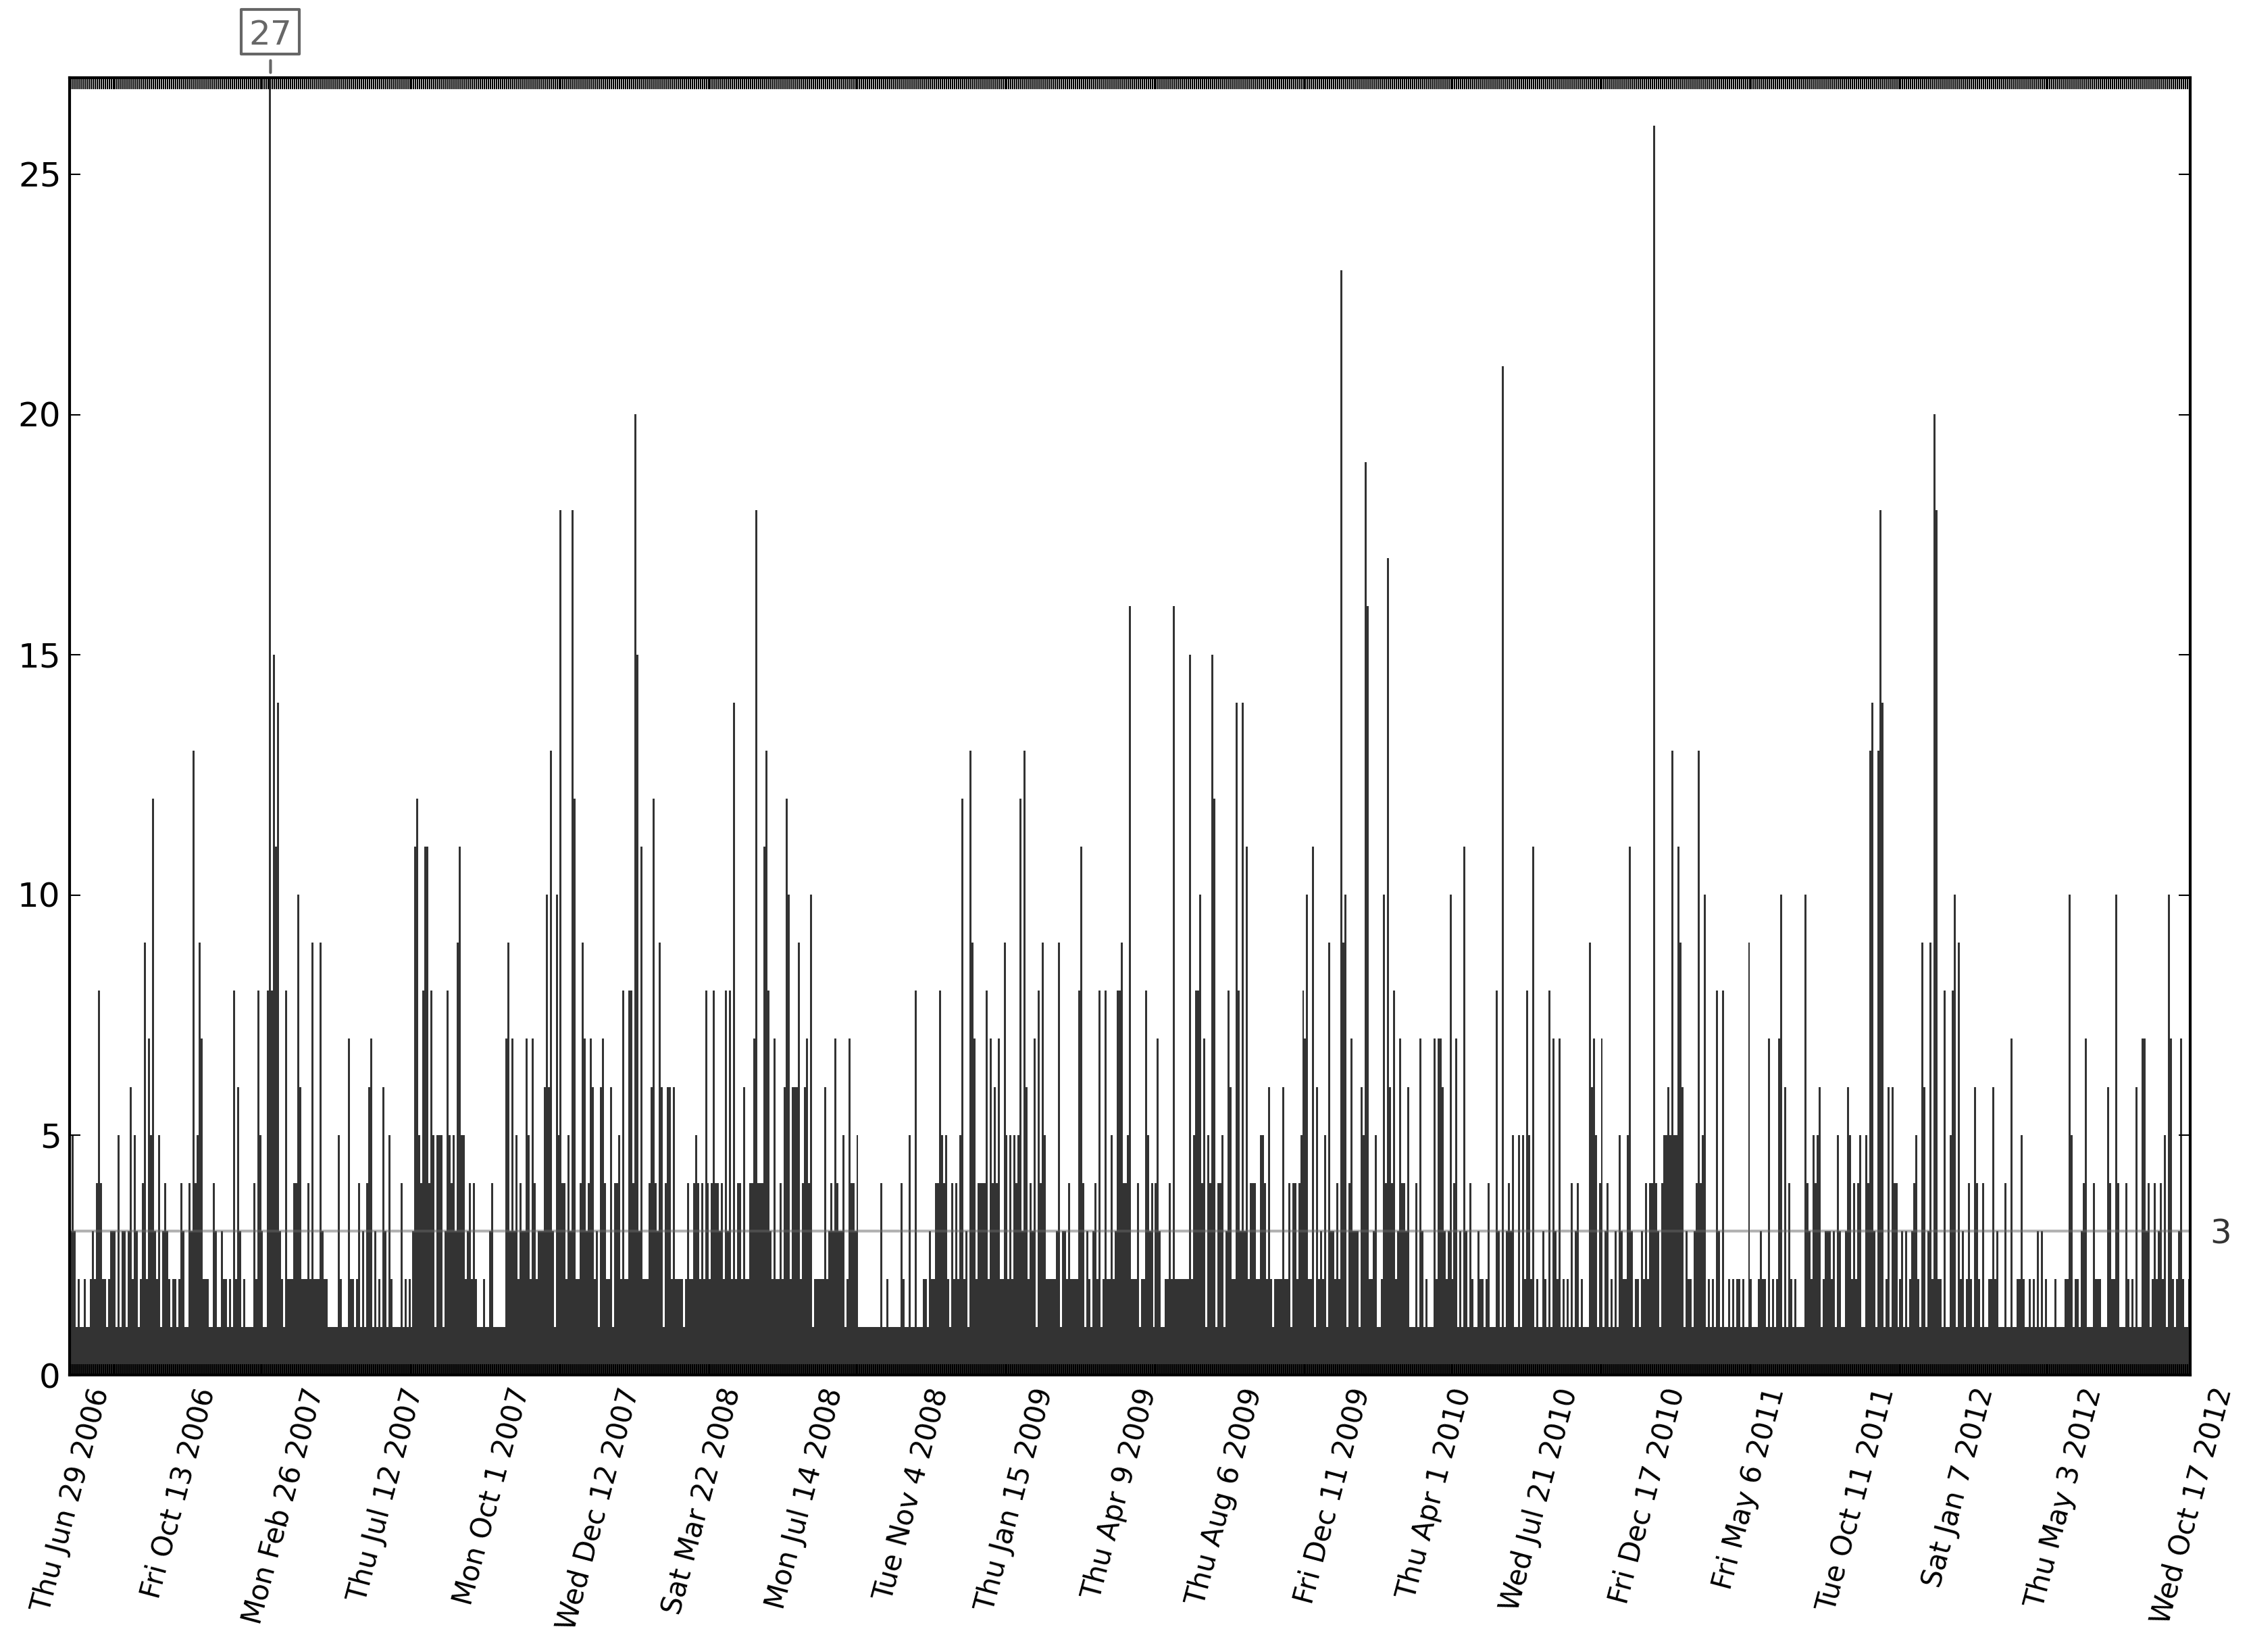 27
25
20
15
10
5
0
3
Thu Jun 29 2006
Fri Oct 13 2006
Mon Feb 26 2007
Thu Jul 12 2007
Mon Oct 1 2007
Wed Dec 12 2007
Sat Mar 22 2008
Mon Jul 14 2008
Tue Nov 4 2008
Thu Jan 15 2009
Thu Apr 9 2009
Thu Aug 6 2009
Fri Dec 11 2009
Thu Apr 1 2010
Wed Jul 21 2010
Fri Dec 17 2010
Fri May 6 2011
Tue Oct 11 2011
Sat Jan 7 2012
Thu May 3 2012
Wed Oct 17 2012